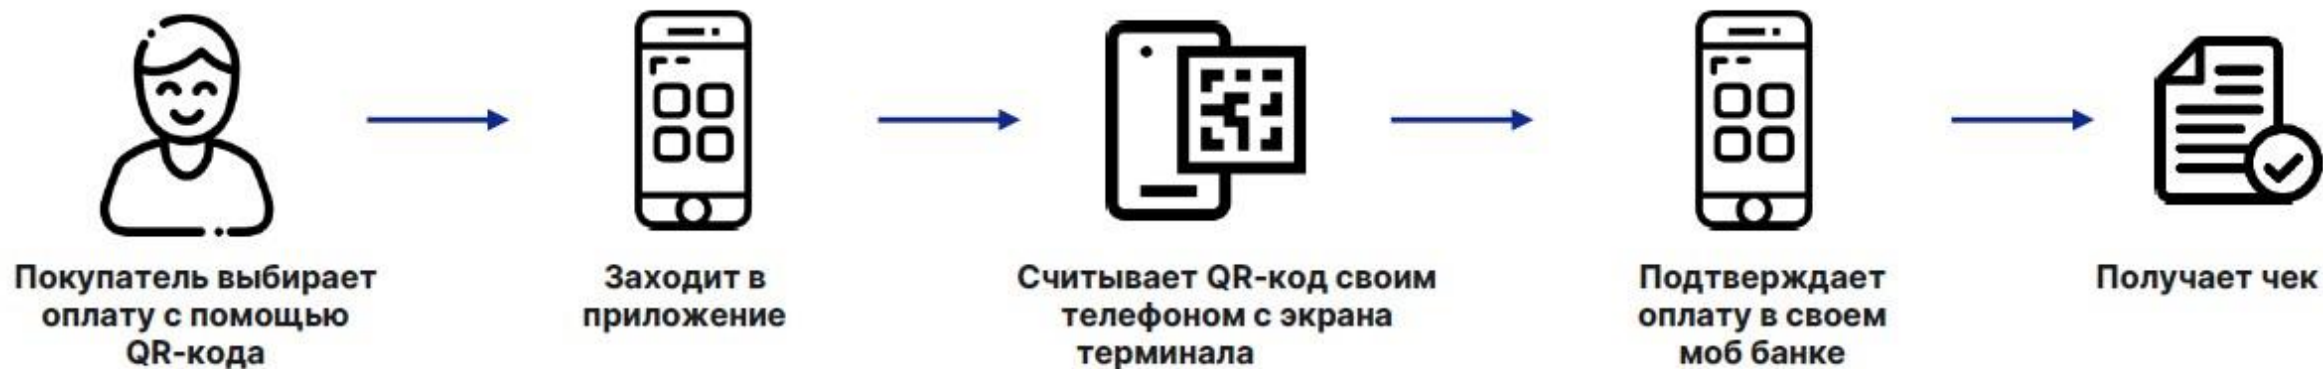 Покупатель выбирает
оплату с помощью
QR-кода
Заходит в
приложение
Считывает QR-код своим
телефоном с экрана
терминала
Подтверждает
оплату в своем
моб банке
Получает чек